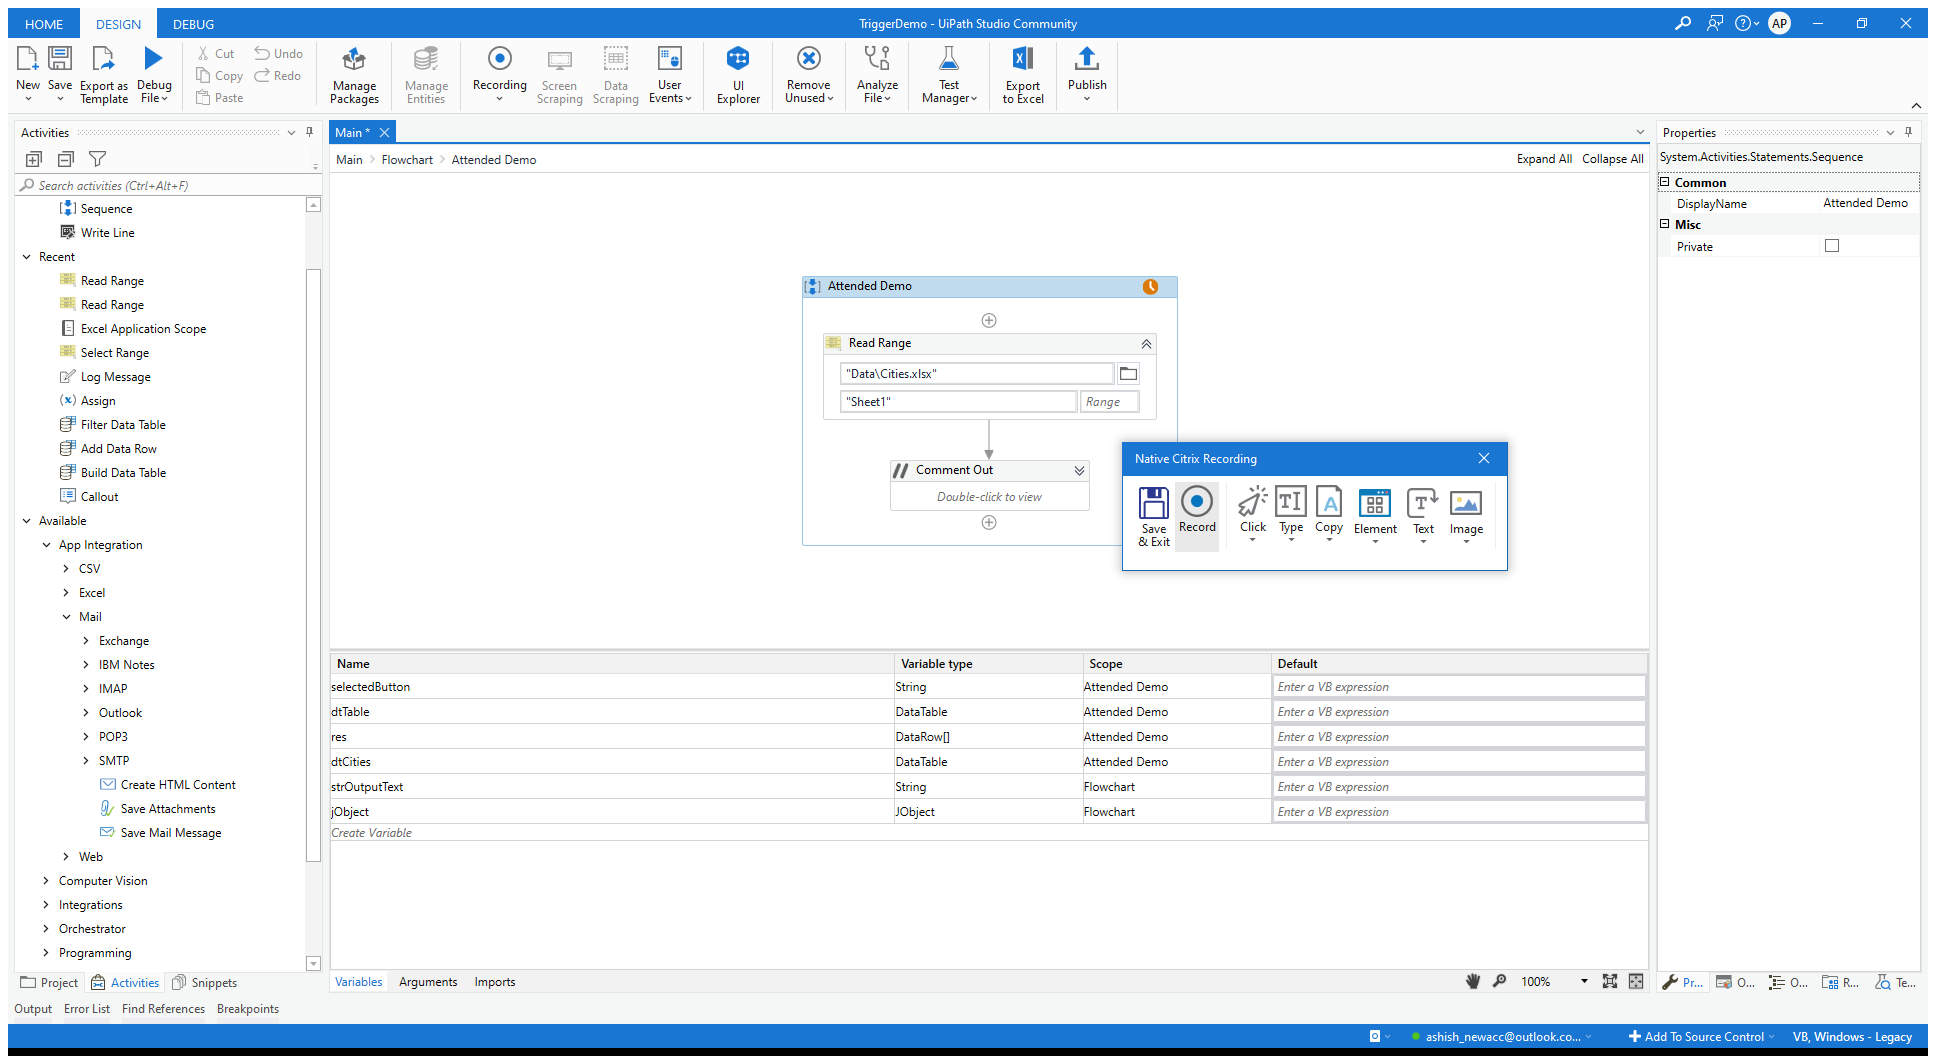 HOME DESIGN DEBUG TriggerDemo - UiPath Studio Community AP
New Save Export as Template Debug File Cut Copy Paste Undo Redo Manage Packages Manage Entities Recording Screen Scraping Data Scraping User Events UI Explorer Remove Unused Analyze File Test Manager Export to Excel Publish
Activities
Search activities (Ctrl+Alt+F)
Sequence
Write Line
Recent
Read Range
Read Range
Excel Application Scope
Select Range
Log Message
Assign
Filter Data Table
Add Data Row
Build Data Table
Callout
Available
App Integration
CSV
Excel
Mail
Exchange
IBM Notes
IMAP
Outlook
POP3
SMTP
Create HTML Content
Save Attachments
Save Mail Message
Web
Computer Vision
Integrations
Orchestrator
Programming
Project Activities Snippets
Main *
Main > Flowchart > Attended Demo Expand All Collapse All
Attended Demo
Read Range
"Data\Cities.xlsx"
"Sheet1" Range
Comment Out
Double-click to view
Native Citrix Recording
Save & Exit Record Click Type Copy Element Text Image
Name Variable type Scope Default
selectedButton String Attended Demo Enter a VB expression
dtTable DataTable Attended Demo Enter a VB expression
res DataRow[] Attended Demo Enter a VB expression
dtCities DataTable Attended Demo Enter a VB expression
strOutputText String Flowchart Enter a VB expression
jObject JObject Flowchart Enter a VB expression
Create Variable
Variables Arguments Imports 100%
Properties
System.Activities.Statements.Sequence
Common
DisplayName Attended Demo
Misc
Private
Pr... O... O... R... Te...
Output Error List Find References Breakpoints
ashish_newacc@outlook.co... Add To Source Control VB, Windows - Legacy